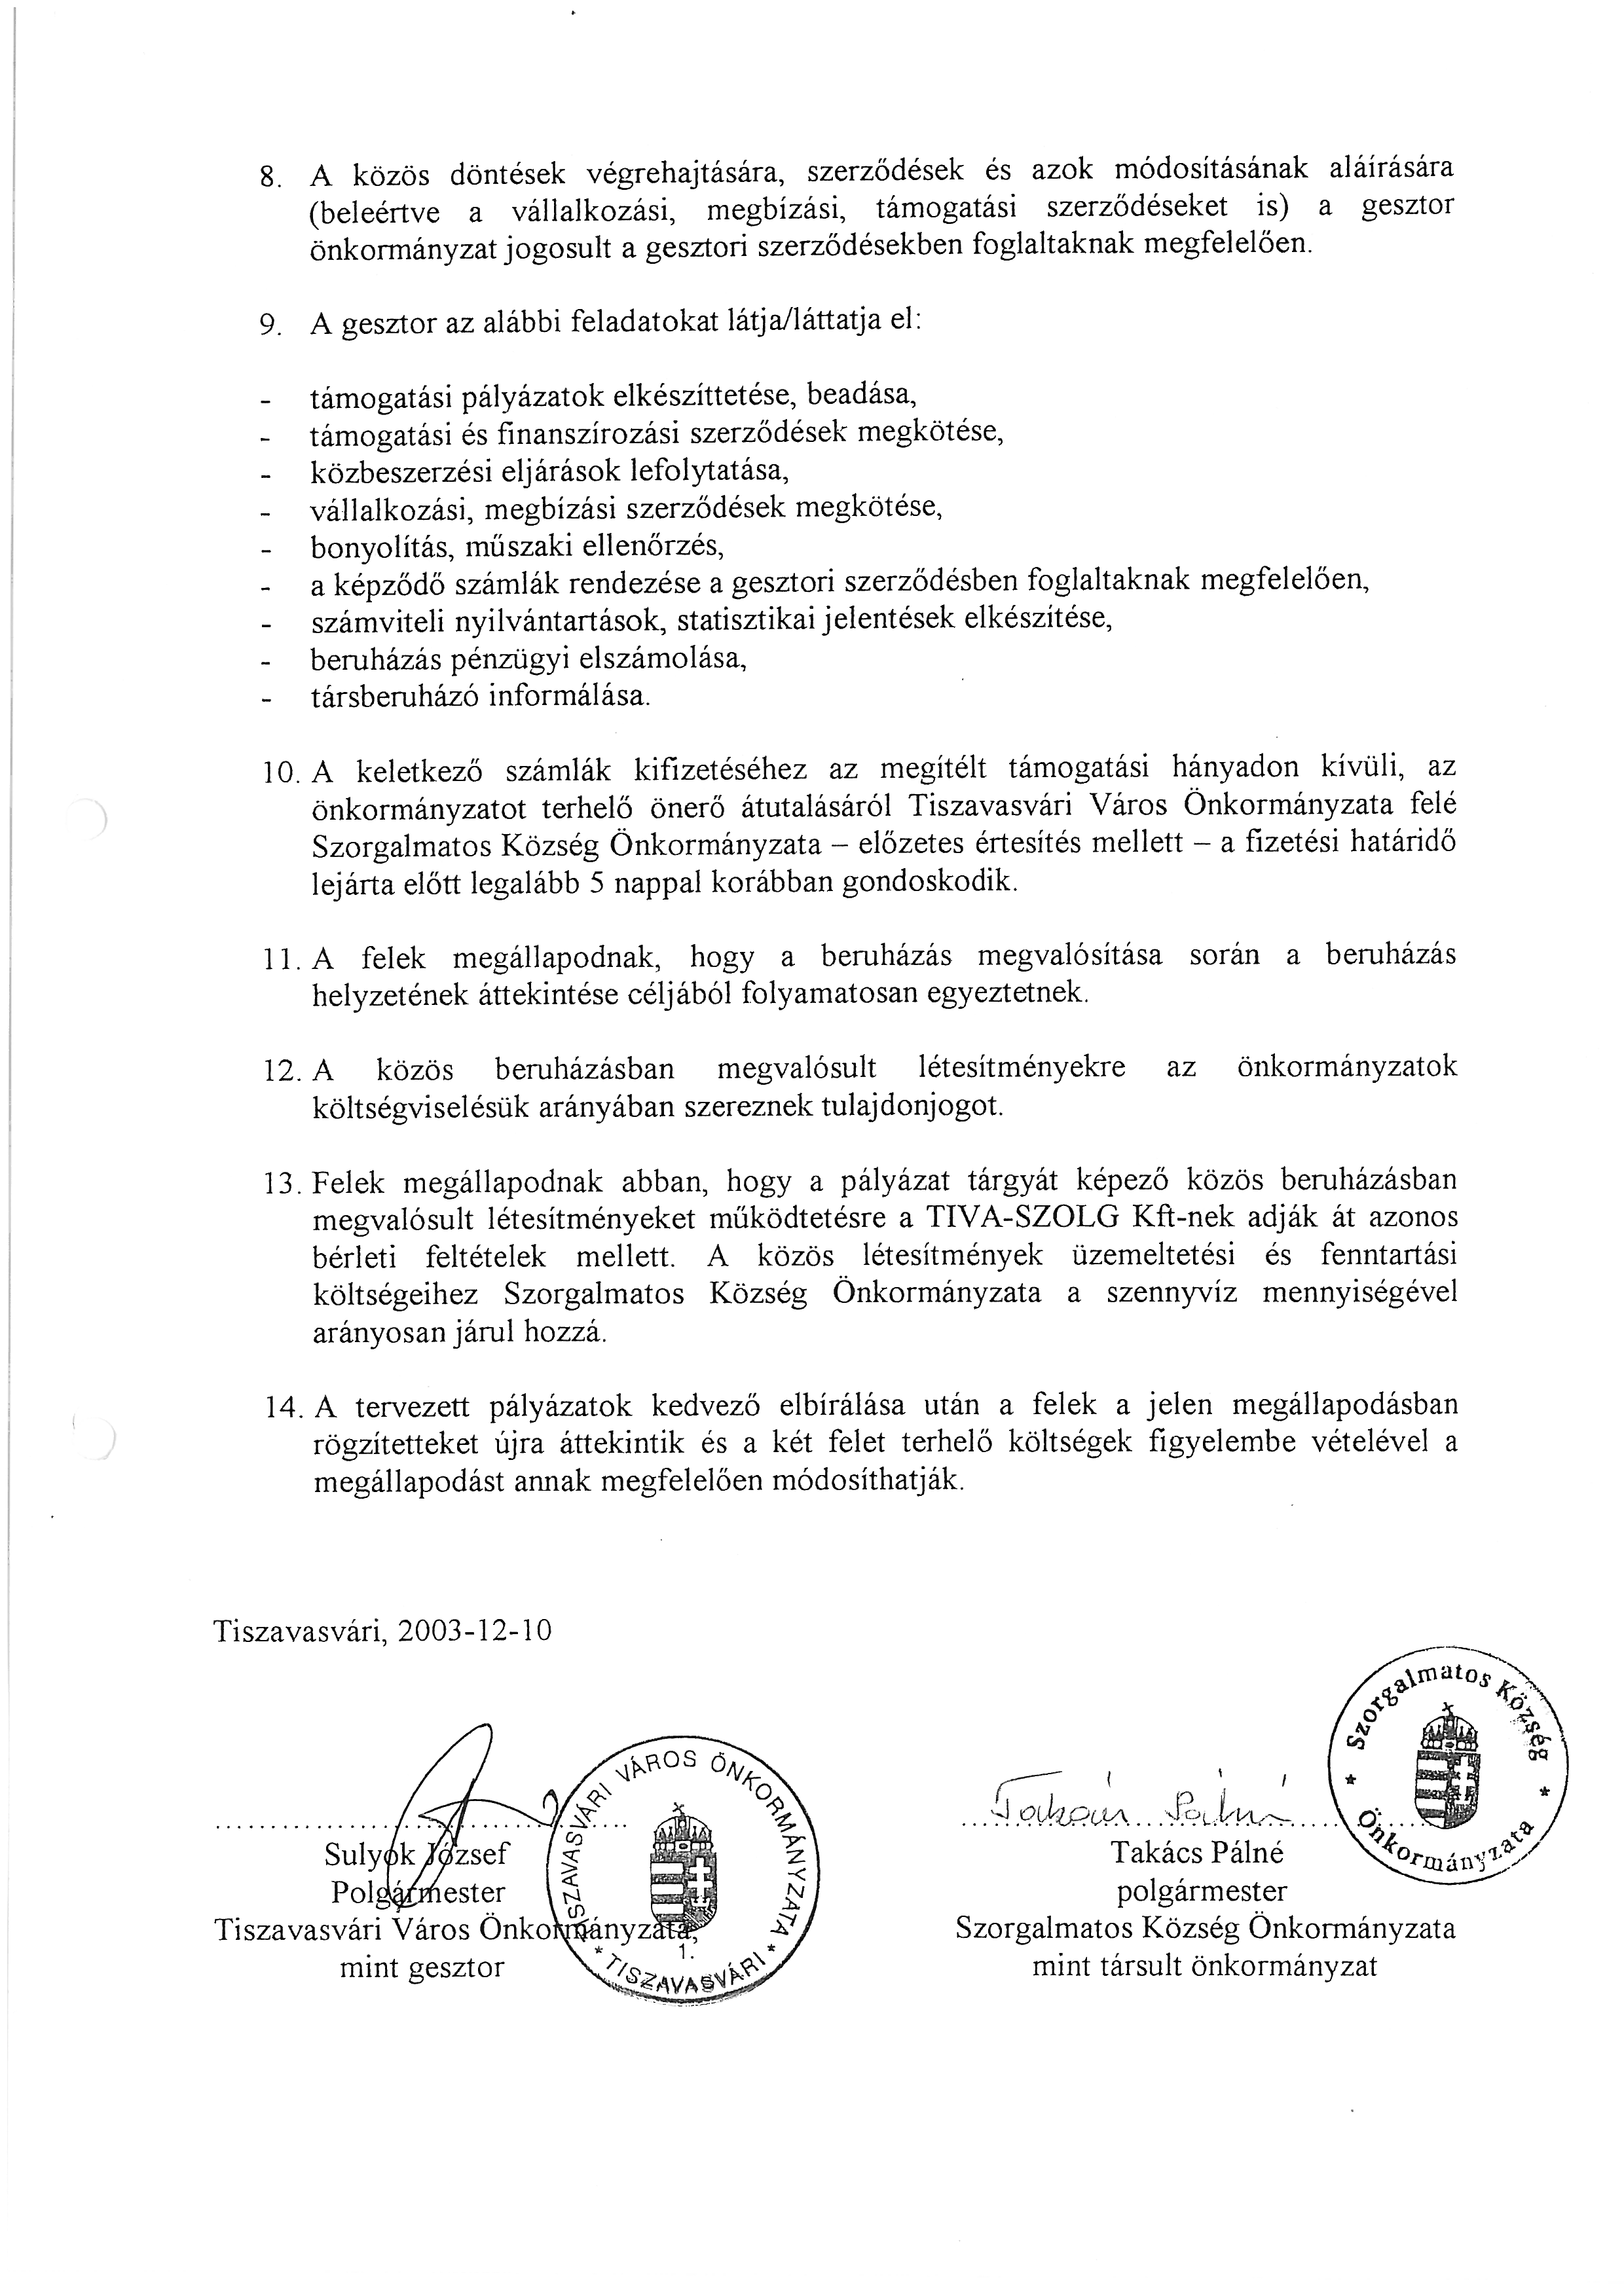 8. A közös döntések végrehajtására, szerződések és azok módosításának aláírására
(beleértve a vállalkozási, megbízási, támogatási szerződéseket is) a gesztor
önkormányzat jogosult a gesztori szerződésekben foglaltaknak megfelelően.
9. A gesztor az alábbi feladatokat látja/láttatja el:
- támogatási pályázatok elkészíttetése, beadása,
- támogatási és finanszírozási szerződések megkötése,
- közbeszerzési eljárások lefolytatása,
- vállalkozási, megbízási szerződések megkötése,
- bonyolítás, műszaki ellenőrzés,
- a képződő számlák rendezése a gesztori szerződésben foglaltaknak megfelelően,
- számviteli nyilvántartások, statisztikai jelentések elkészítése,
- beruházás pénzügyi elszámolása,
- társberuházó informálása.
10. A keletkező számlák kifizetéséhez az megítélt támogatási hányadon kívüli, az
önkormányzatot terhelő önerő átutalásáról Tiszavasvári Város Önkormányzata felé
Szorgalmatos Község Önkormányzata – előzetes értesítés mellett – a fizetési határidő
lejárta előtt legalább 5 nappal korábban gondoskodik.
11. A felek megállapodnak, hogy a beruházás megvalósítása során a beruházás
helyzetének áttekintése céljából folyamatosan egyeztetnek.
12. A közös beruházásban megvalósult létesítményekre az önkormányzatok
költségviselésük arányában szereznek tulajdonjogot.
13. Felek megállapodnak abban, hogy a pályázat tárgyát képező közös beruházásban
megvalósult létesítményeket működtetésre a TIVA-SZOLG Kft-nek adják át azonos
bérleti feltételek mellett. A közös létesítmények üzemeltetési és fenntartási
költségeihez Szorgalmatos Község Önkormányzata a szennyvíz mennyiségével
arányosan járul hozzá.
14. A tervezett pályázatok kedvező elbírálása után a felek a jelen megállapodásban
rögzítetteket újra áttekintik és a két felet terhelő költségek figyelembe vételével a
megállapodást annak megfelelően módosíthatják.
Tiszavasvári, 2003-12-10
Sulyok József
Polgármester
Tiszavasvári Város Önkormányzata,
mint gesztor
TISZAVASVÁRI VÁROS ÖNKORMÁNYZATA
* TISZAVASVÁRI *
1.
Takács Pálné
Takács Pálné
polgármester
Szorgalmatos Község Önkormányzata
mint társult önkormányzat
* Szorgalmatos Község *
Önkormányzata